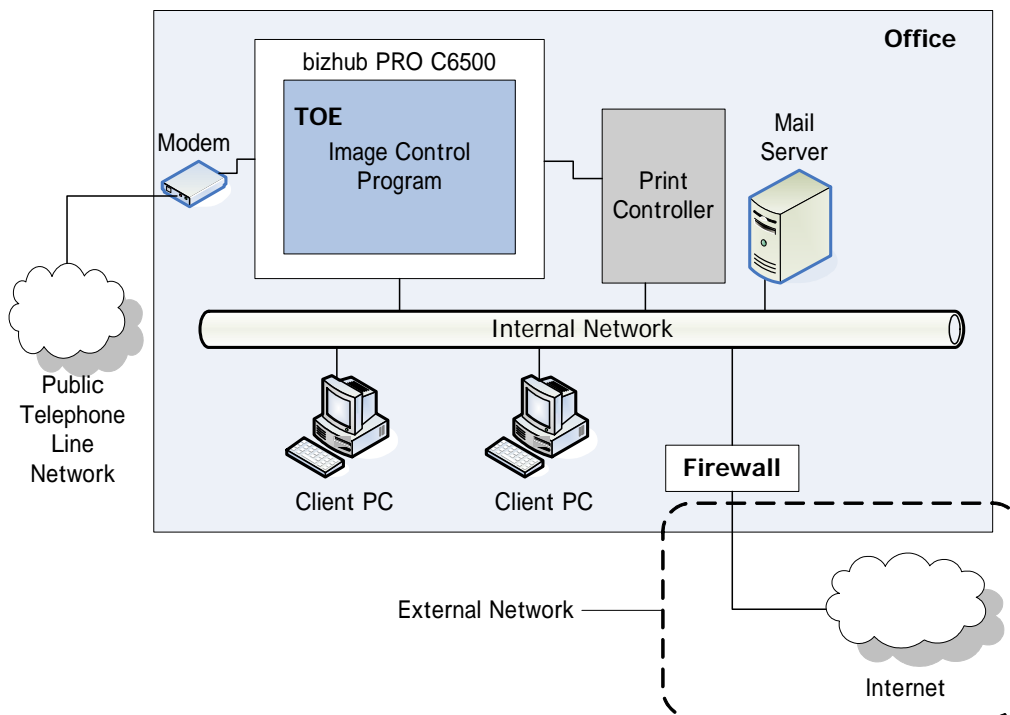 Office
bizhub PRO C6500
TOE
Image Control
Program
Modem
Print
Controller
Mail
Server
Internal Network
Public
Telephone
Line
Network
Client PC
Client PC
Firewall
External Network
Internet